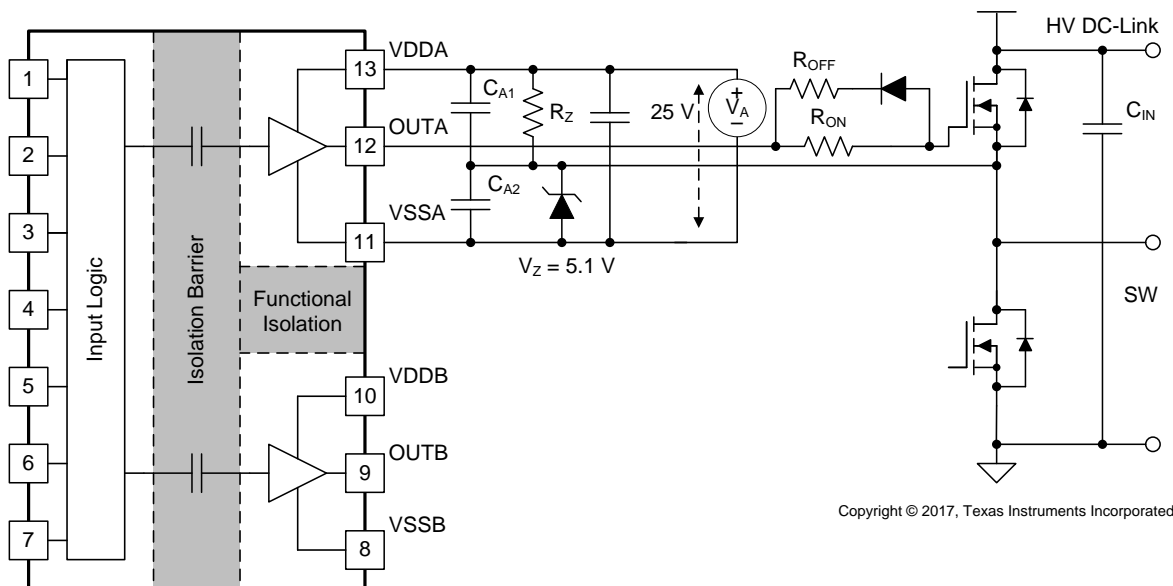 1
2
3
4
5
6
7
Input Logic
Isolation Barrier
Functional
Isolation
VDDA
13
OUTA
12
VSSA
11
VDDB
10
OUTB
9
VSSB
8
CA1
RZ
CA2
VZ = 5.1 V
25 V
+
VA
–
ROFF
RON
HV DC-Link
CIN
SW
Copyright © 2017, Texas Instruments Incorporated